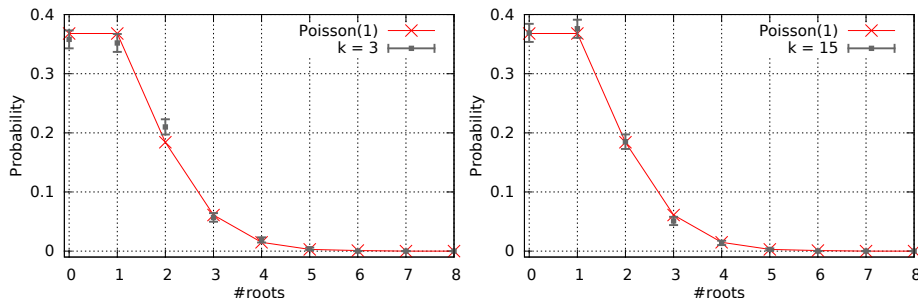 0.4
0.3
0.2
0.1
0
Probability
Poisson(1)
k = 3
0 1 2 3 4 5 6 7 8
#roots
0.4
0.3
0.2
0.1
0
Probability
Poisson(1)
k = 15
0 1 2 3 4 5 6 7 8
#roots